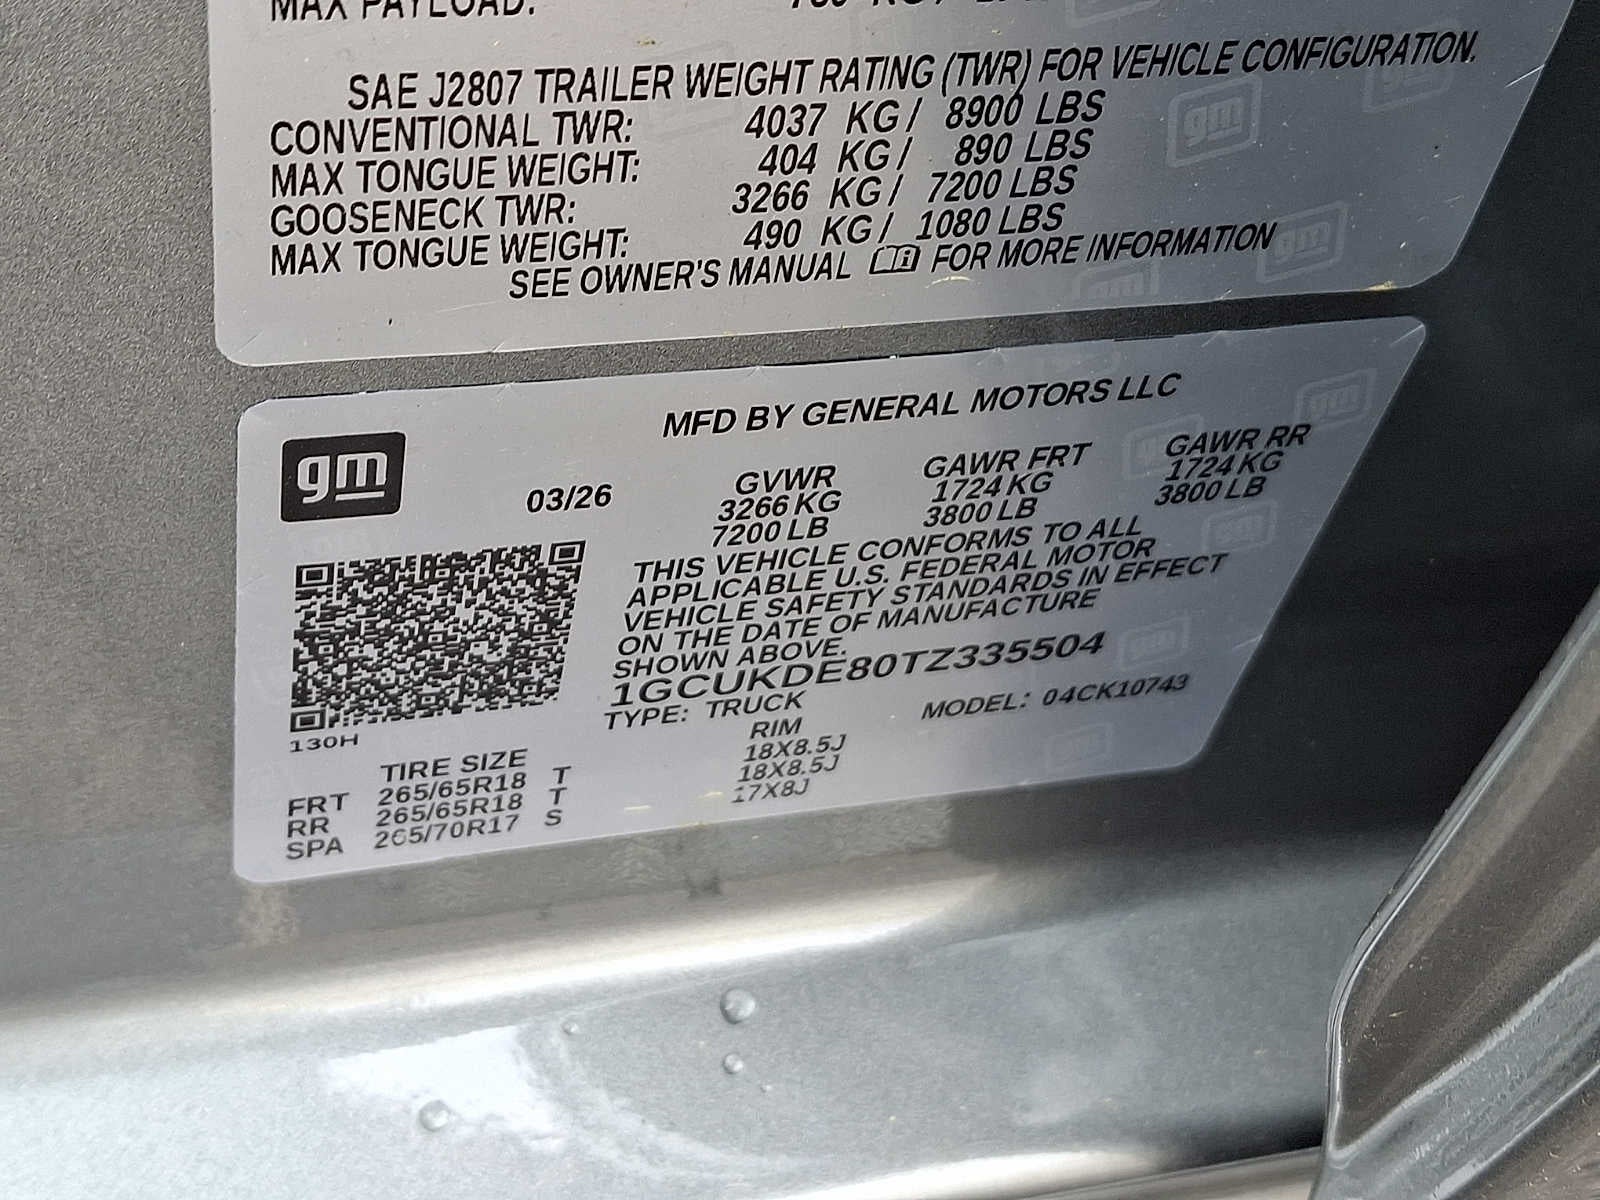 MAX PAYLOAD:
SAE J2807 TRAILER WEIGHT RATING (TWR) FOR VEHICLE CONFIGURATION.
CONVENTIONAL TWR: 4037 KG/ 8900 LBS
MAX TONGUE WEIGHT: 404 KG/ 890 LBS
GOOSENECK TWR: 3266 KG/ 7200 LBS
MAX TONGUE WEIGHT: 490 KG/ 1080 LBS
SEE OWNER'S MANUAL FOR MORE INFORMATION
gm
MFD BY GENERAL MOTORS LLC
03/26
GVWR GAWR FRT GAWR RR
3266 KG 1724 KG 1724 KG
7200 LB 3800 LB 3800 LB
THIS VEHICLE CONFORMS TO ALL
APPLICABLE U.S. FEDERAL MOTOR
VEHICLE SAFETY STANDARDS IN EFFECT
ON THE DATE OF MANUFACTURE
SHOWN ABOVE.
1GCUKDE80TZ335504
TYPE: TRUCK MODEL: 04CK10743
130H
TIRE SIZE RIM
FRT 265/65R18 T 18X8.5J
RR 265/65R18 T 18X8.5J
SPA 265/70R17 S 17X8J